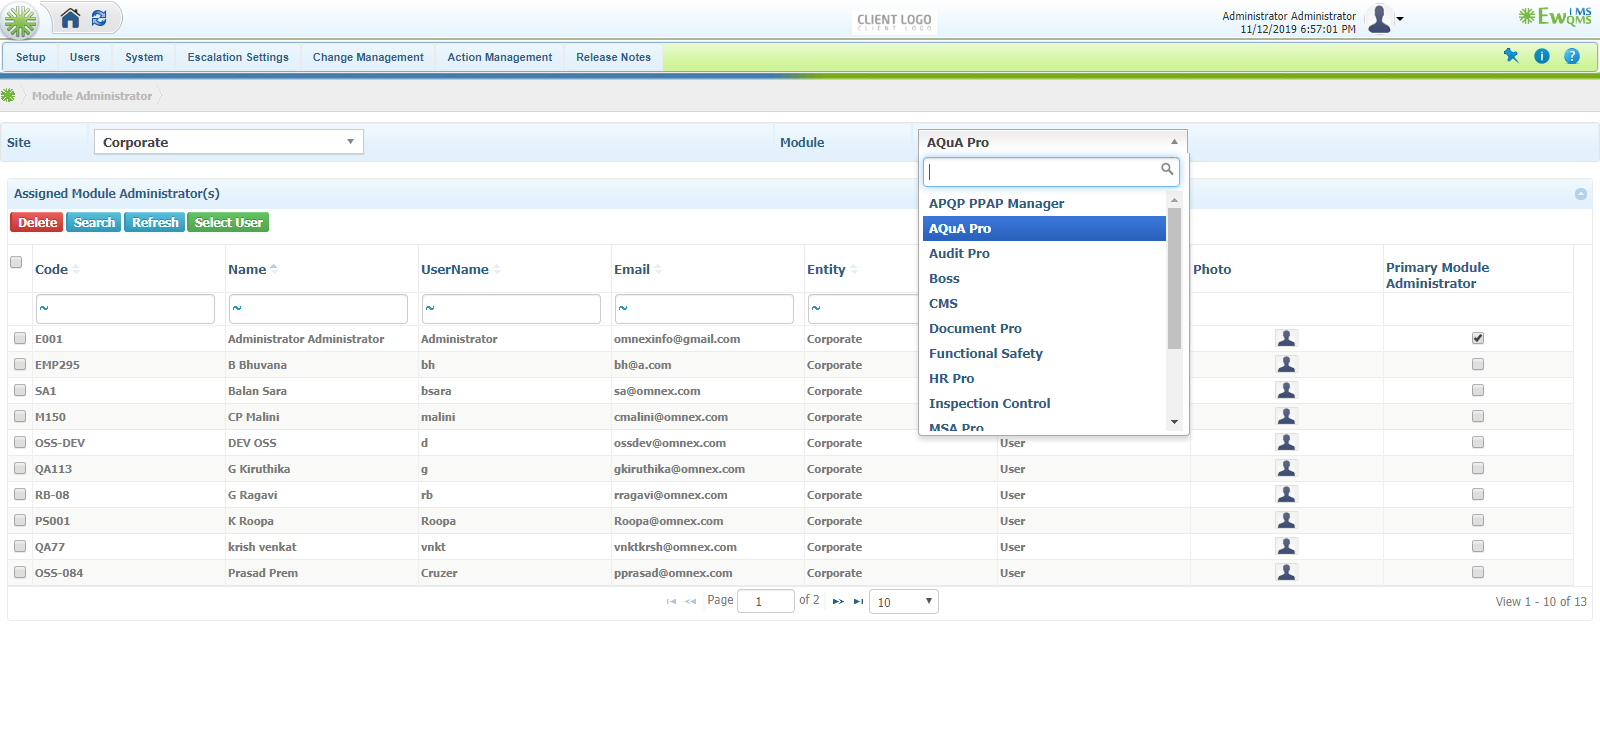 CLIENT LOGO
CLIENT LOGO
Administrator Administrator
11/12/2019 6:57:01 PM
EwIMS
QMS
Setup Users System Escalation Settings Change Management Action Management Release Notes
Module Administrator
Site Corporate Module AQuA Pro
Assigned Module Administrator(s)
Delete Search Refresh Select User
APQP PPAP Manager
AQuA Pro
Audit Pro
Boss
CMS
Document Pro
Functional Safety
HR Pro
Inspection Control
MSA Pro
Code Name UserName Email Entity Photo Primary Module
Administrator
~ ~ ~ ~ ~
E001 Administrator Administrator Administrator omnexinfo@gmail.com Corporate
EMP295 B Bhuvana bh bh@a.com Corporate
SA1 Balan Sara bsara sa@omnex.com Corporate
M150 CP Malini malini cmalini@omnex.com Corporate
OSS-DEV DEV OSS d ossdev@omnex.com Corporate User
QA113 G Kiruthika g gkiruthika@omnex.com Corporate User
RB-08 G Ragavi rb rragavi@omnex.com Corporate User
PS001 K Roopa Roopa Roopa@omnex.com Corporate User
QA77 krish venkat vnkt vnktkrsh@omnex.com Corporate User
OSS-084 Prasad Prem Cruzer pprasad@omnex.com Corporate User
Page 1 of 2 10 View 1 - 10 of 13